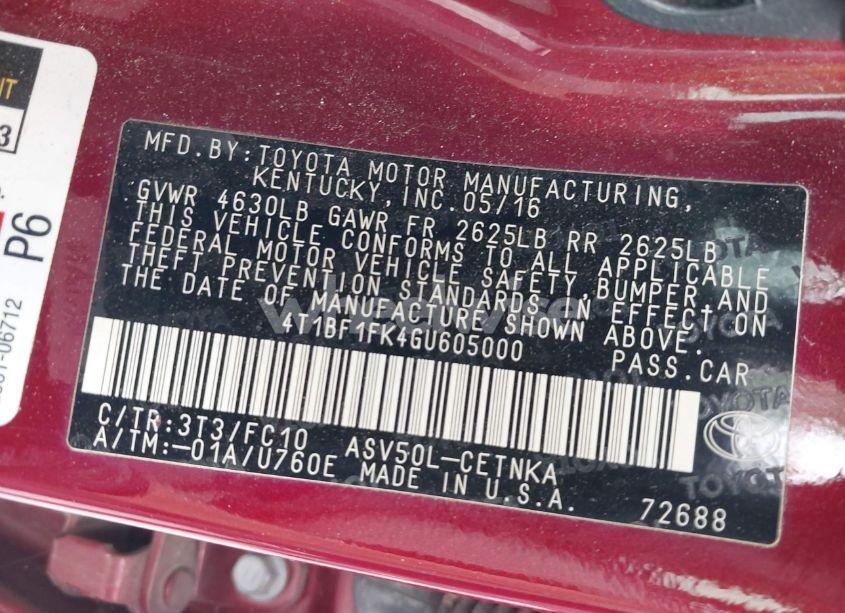 MFD. BY: TOYOTA MOTOR MANUFACTURING,
KENTUCKY, INC. 05/16
GVWR 4630LB GAWR FR 2625LB RR 2625LB
THIS VEHICLE CONFORMS TO ALL APPLICABLE
FEDERAL MOTOR VEHICLE SAFETY, BUMPER, AND
THEFT PREVENTION STANDARDS IN EFFECT ON
THE DATE OF MANUFACTURE SHOWN ABOVE.
4T1BF1FK4GU605000 PASS. CAR
C/TR: 3T3/FC10 ASV50L-CETNKA
A/TM: -01A/U760E MADE IN U.S.A.
72688
TOYOTA
P6
3